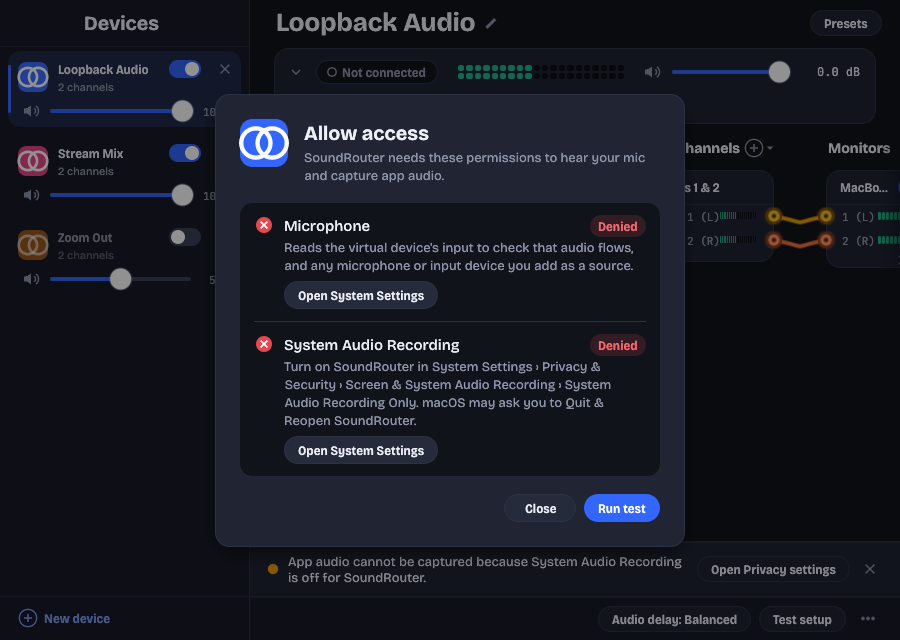 Devices
Loopback Audio
2 channels
10
Stream Mix
2 channels
10
Zoom Out
2 channels
5
New device
Loopback Audio
Presets
Not connected
0.0 dB
hannels
Monitors
s 1 & 2
MacBo...
1 (L)
1 (L)
2 (R)
2 (R)
Allow access
SoundRouter needs these permissions to hear your mic
and capture app audio.
Microphone
Denied
Reads the virtual device's input to check that audio flows,
and any microphone or input device you add as a source.
Open System Settings
System Audio Recording
Denied
Turn on SoundRouter in System Settings › Privacy &
Security › Screen & System Audio Recording › System
Audio Recording Only. macOS may ask you to Quit &
Reopen SoundRouter.
Open System Settings
Close
Run test
App audio cannot be captured because System Audio Recording
is off for SoundRouter.
Open Privacy settings
Audio delay: Balanced
Test setup